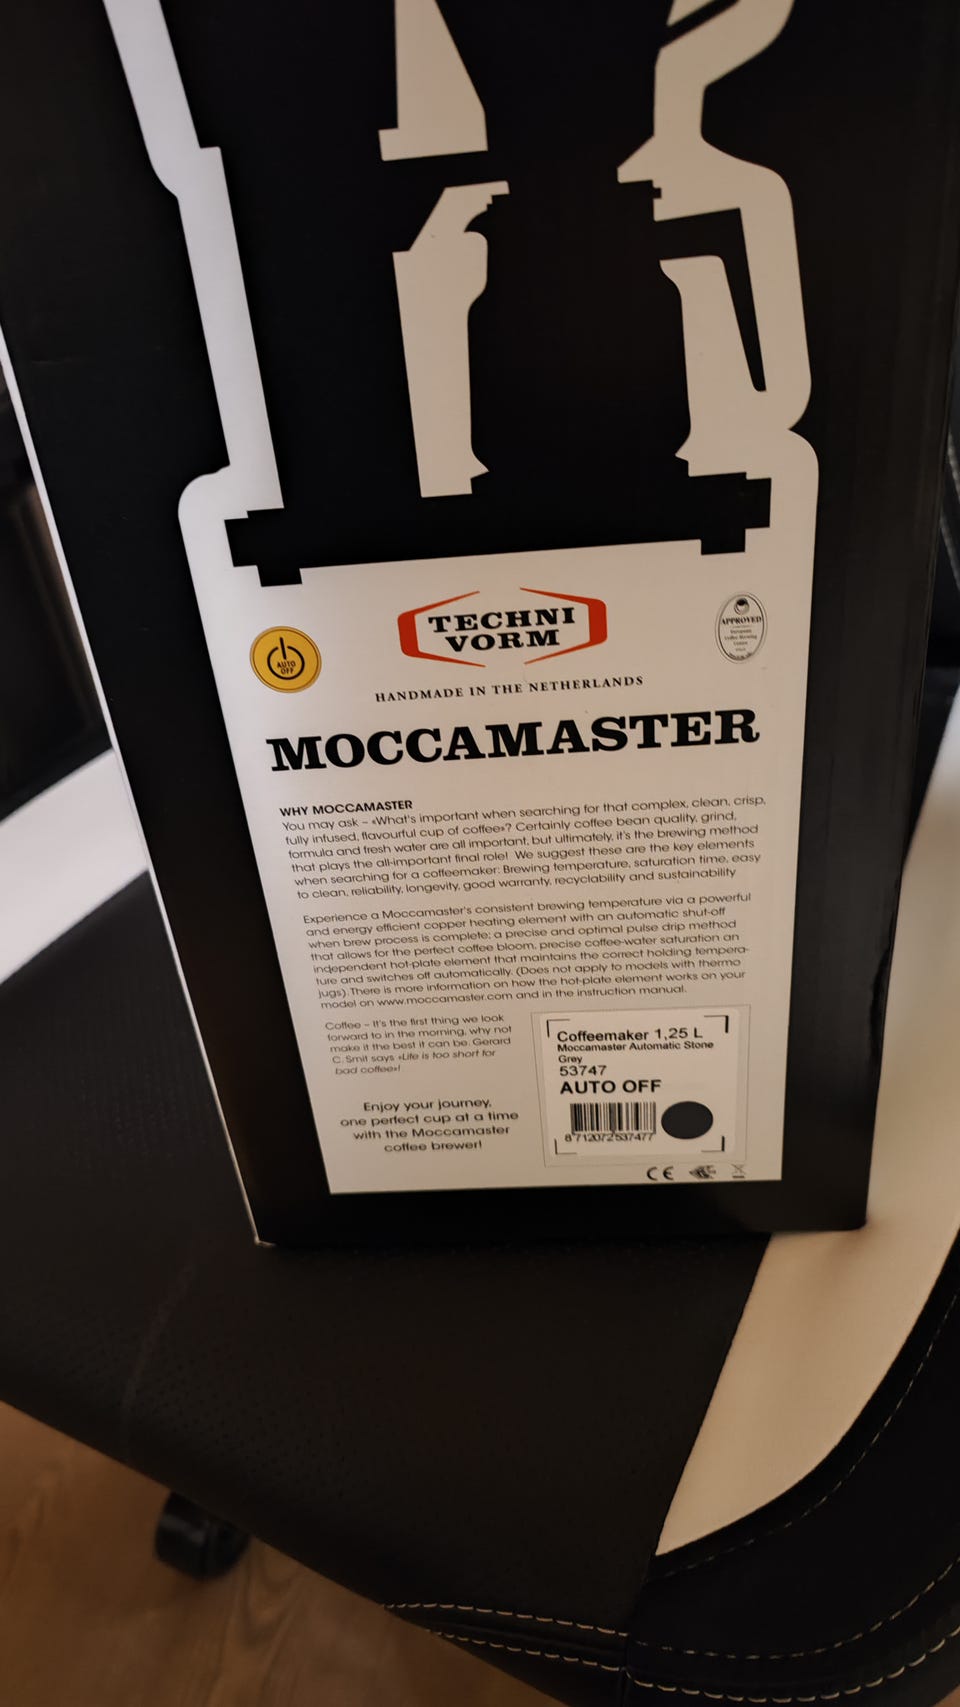 TECHNI
VORM
APPROVED
European
Coffee Brewing
Centre
AUTO
OFF
HANDMADE IN THE NETHERLANDS
MOCCAMASTER
WHY MOCCAMASTER
You may ask – «What's important when searching for that complex, clean, crisp,
fully infused, flavourful cup of coffee»? Certainly coffee bean quality, grind,
formula and fresh water are all important, but ultimately, it's the brewing method
that plays the all-important final role! We suggest these are the key elements
when searching for a coffeemaker: Brewing temperature, saturation time, easy
to clean, reliability, longevity, good warranty, recyclability and sustainability
Experience a Moccamaster's consistent brewing temperature via a powerful
and energy efficient copper heating element with an automatic shut-off
when brew process is complete; a precise and optimal pulse drip method
that allows for the perfect coffee bloom, precise coffee-water saturation an
independent hot-plate element that maintains the correct holding tempera-
ture and switches off automatically. (Does not apply to models with thermo
jugs).There is more information on how the hot-plate element works on your
model on www.moccamaster.com and in the instruction manual.
Coffee – It's the first thing we look
forward to in the morning, why not
make it the best it can be. Gerard
C. Smit says «Life is too short for
bad coffee»!
Enjoy your journey,
one perfect cup at a time
with the Moccamaster
coffee brewer!
Coffeemaker 1,25 L
Moccamaster Automatic Stone
Grey
53747
AUTO OFF
8 712072 537477
CE